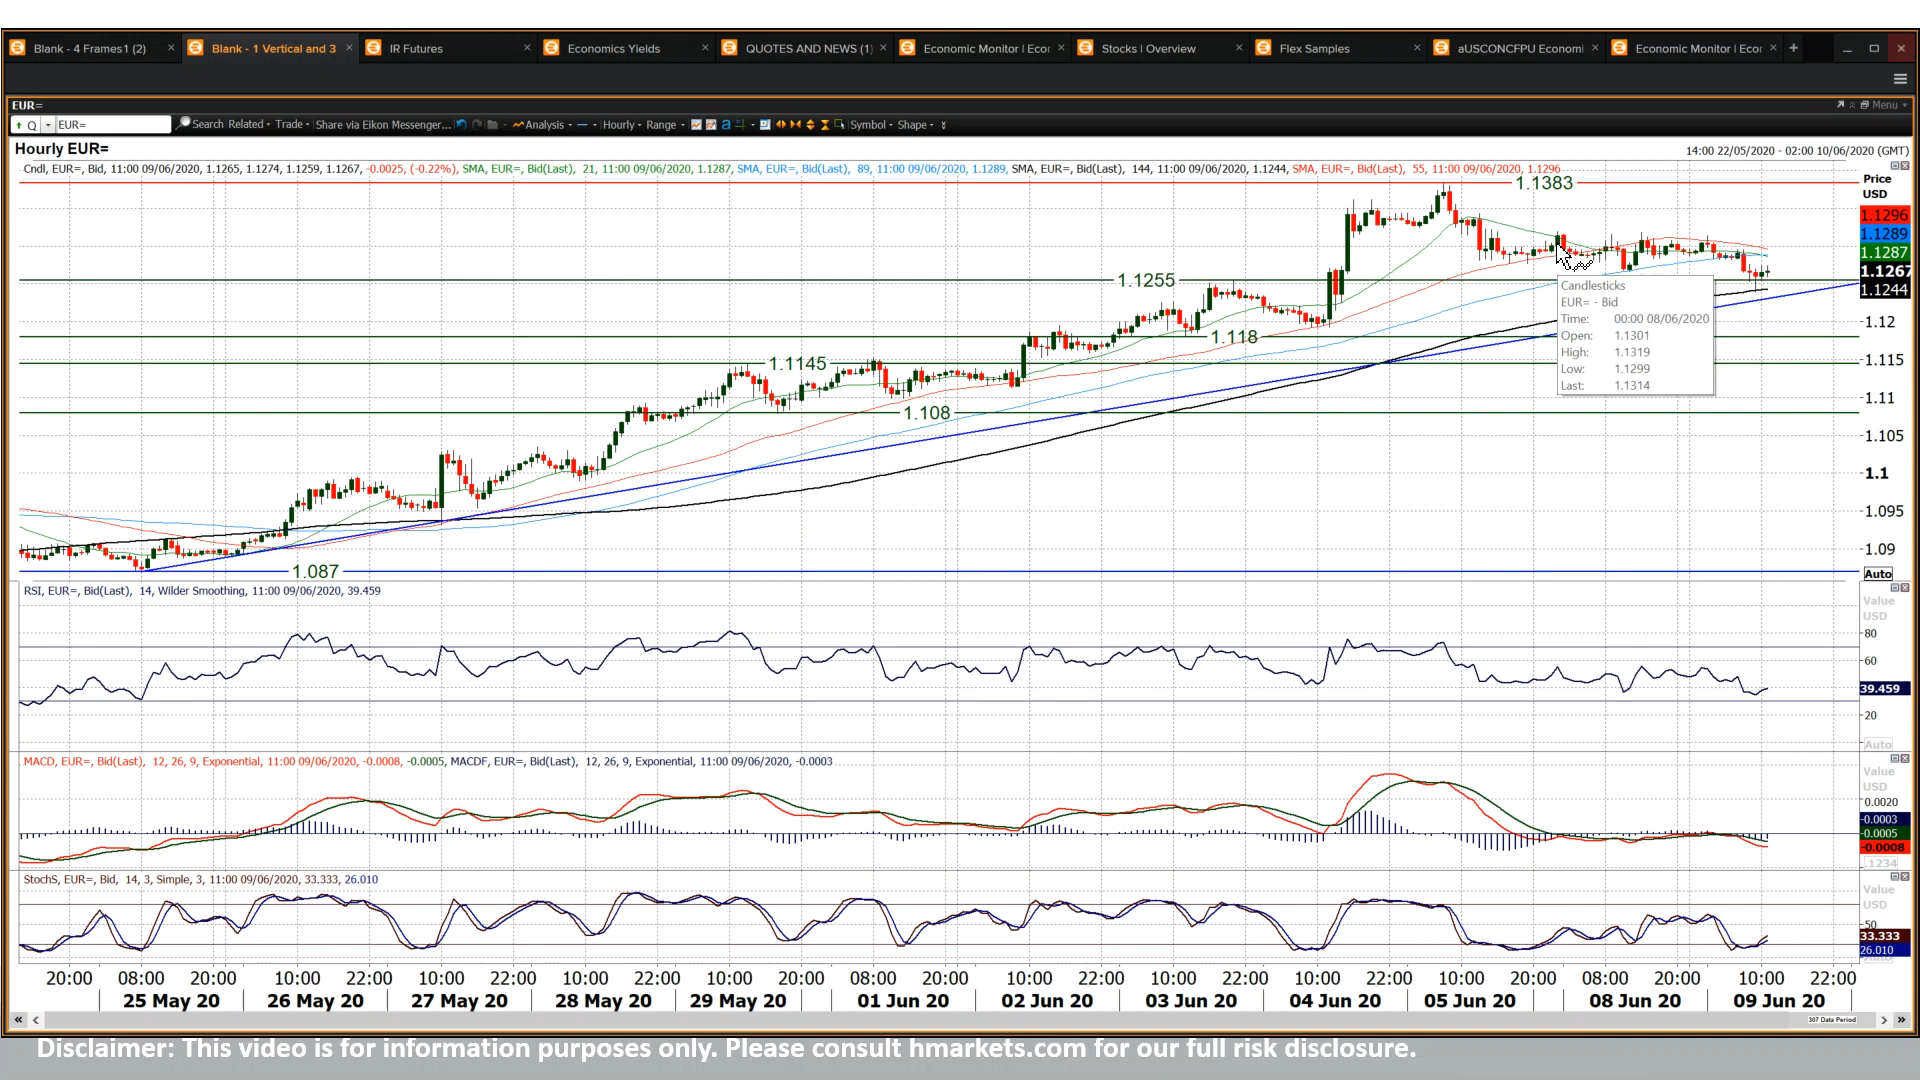 Blank - 4 Frames1 (2) × Blank - 1 Vertical and 3 × IR Futures × Economics Yields × QUOTES AND NEWS (1) × Economic Monitor | Ecor × Stocks | Overview × Flex Samples × aUSCONCFPU Economi × Economic Monitor | Ecor × +
EUR= Menu
Q EUR= Search Related Trade Share via Eikon Messenger... Analysis Hourly Range Symbol Shape
Hourly EUR=
14:00 22/05/2020 - 02:00 10/06/2020 (GMT)
Cndl, EUR=, Bid, 11:00 09/06/2020, 1.1265, 1.1274, 1.1259, 1.1267, -0.0025, (-0.22%), SMA, EUR=, Bid(Last), 21, 11:00 09/06/2020, 1.1287, SMA, EUR=, Bid(Last), 89, 11:00 09/06/2020, 1.1289, SMA, EUR=, Bid(Last), 144, 11:00 09/06/2020, 1.1244, SMA, EUR=, Bid(Last), 55, 11:00 09/06/2020, 1.1296
Price
USD
1.1383
1.1296
1.1289
1.1287
1.1267
1.1244
1.1255
1.118
1.1145
1.108
1.087
1.12
1.115
1.11
1.105
1.1
1.095
1.09
Auto
Candlesticks
EUR= - Bid
Time: 00:00 08/06/2020
Open: 1.1301
High: 1.1319
Low: 1.1299
Last: 1.1314
RSI, EUR=, Bid(Last), 14, Wilder Smoothing, 11:00 09/06/2020, 39.459
Value
USD
80
60
39.459
20
Auto
MACD, EUR=, Bid(Last), 12, 26, 9, Exponential, 11:00 09/06/2020, -0.0008, -0.0005, MACDF, EUR=, Bid(Last), 12, 26, 9, Exponential, 11:00 09/06/2020, -0.0003
Value
USD
0.0020
-0.0003
-0.0005
-0.0008
.1234
StochS, EUR=, Bid, 14, 3, Simple, 3, 11:00 09/06/2020, 33.333, 26.010
Value
USD
50
33.333
26.010
20:00 08:00 20:00 10:00 22:00 10:00 22:00 10:00 22:00 10:00 20:00 08:00 20:00 10:00 22:00 10:00 22:00 10:00 22:00 10:00 20:00 08:00 20:00 10:00 22:00
25 May 20 26 May 20 27 May 20 28 May 20 29 May 20 01 Jun 20 02 Jun 20 03 Jun 20 04 Jun 20 05 Jun 20 08 Jun 20 09 Jun 20
307 Data Period
Disclaimer: This video is for information purposes only. Please consult hmarkets.com for our full risk disclosure.